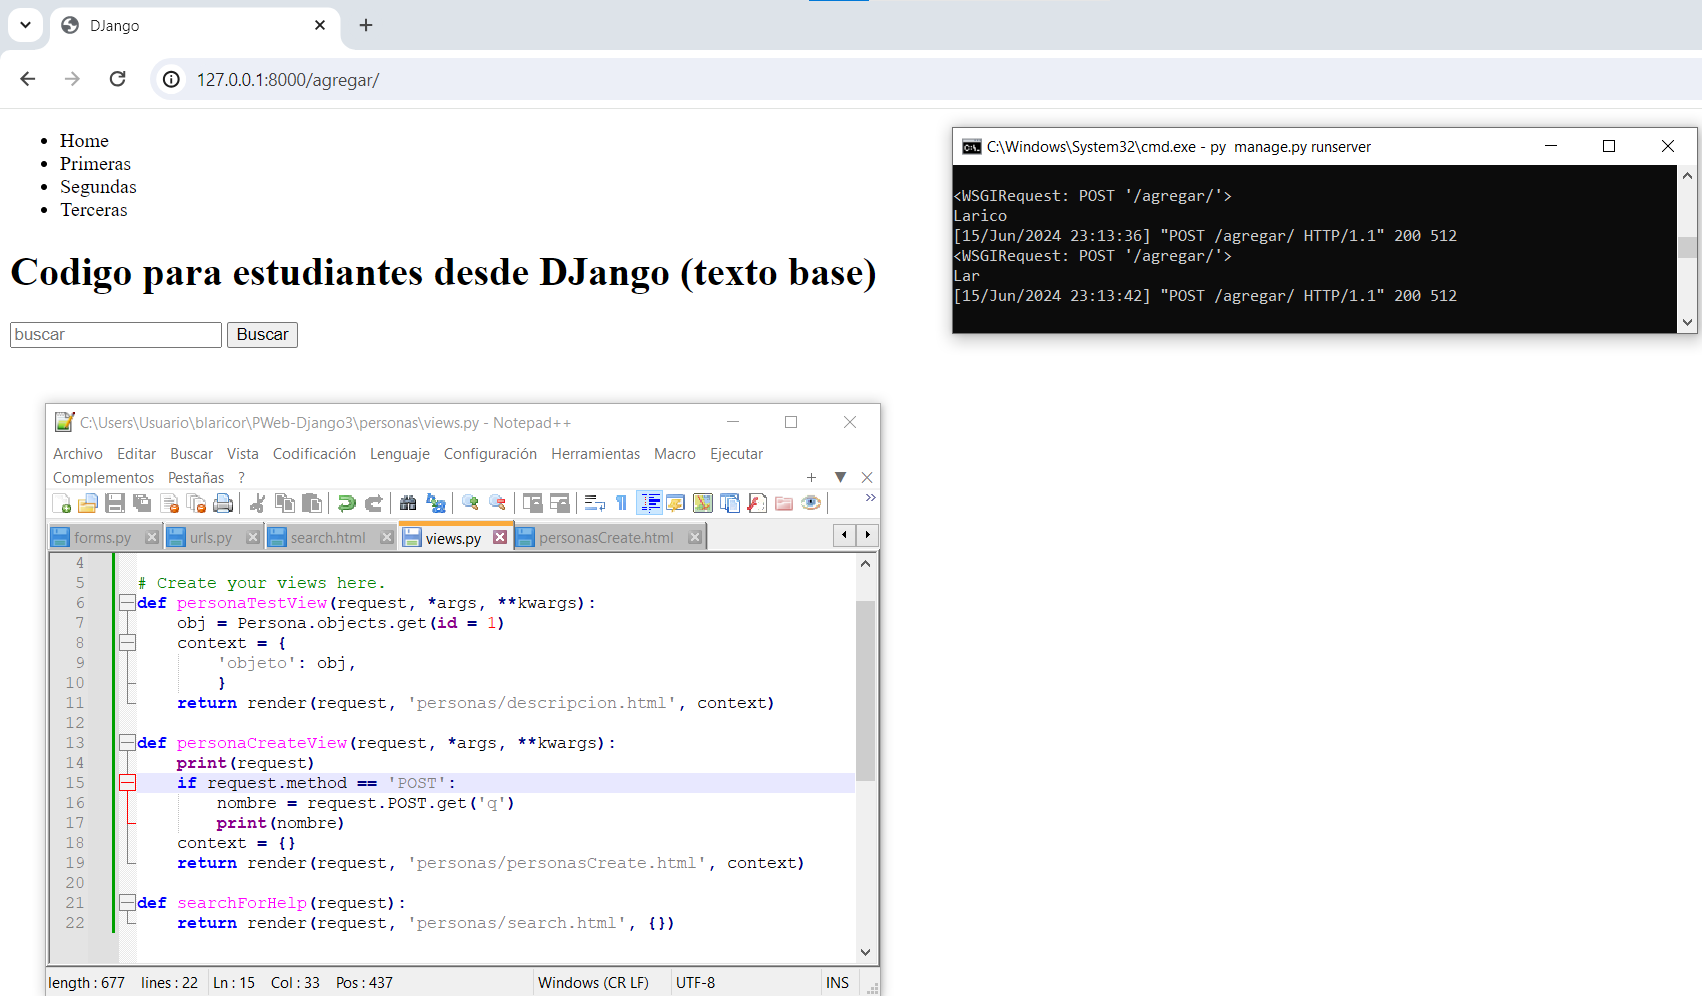 DJango
127.0.0.1:8000/agregar/
Home
Primeras
Segundas
Terceras
Codigo para estudiantes desde DJango (texto base)
buscar Buscar
C:\Windows\System32\cmd.exe - py  manage.py runserver
<WSGIRequest: POST '/agregar/'>
Larico
[15/Jun/2024 23:13:36] "POST /agregar/ HTTP/1.1" 200 512
<WSGIRequest: POST '/agregar/'>
Lar
[15/Jun/2024 23:13:42] "POST /agregar/ HTTP/1.1" 200 512
C:\Users\Usuario\blaricor\PWeb-Django3\personas\views.py - Notepad++
Archivo Editar Buscar Vista Codificación Lenguaje Configuración Herramientas Macro Ejecutar
Complementos Pestañas ?
forms.py urls.py search.html views.py personasCreate.html
4
5 # Create your views here.
6 def personaTestView(request, *args, **kwargs):
7     obj = Persona.objects.get(id = 1)
8     context = {
9         'objeto': obj,
10         }
11     return render(request, 'personas/descripcion.html', context)
12
13 def personaCreateView(request, *args, **kwargs):
14     print(request)
15     if request.method == 'POST':
16         nombre = request.POST.get('q')
17         print(nombre)
18     context = {}
19     return render(request, 'personas/personasCreate.html', context)
20
21 def searchForHelp(request):
22     return render(request, 'personas/search.html', {})
length : 677 lines : 22 Ln : 15 Col : 33 Pos : 437 Windows (CR LF) UTF-8 INS